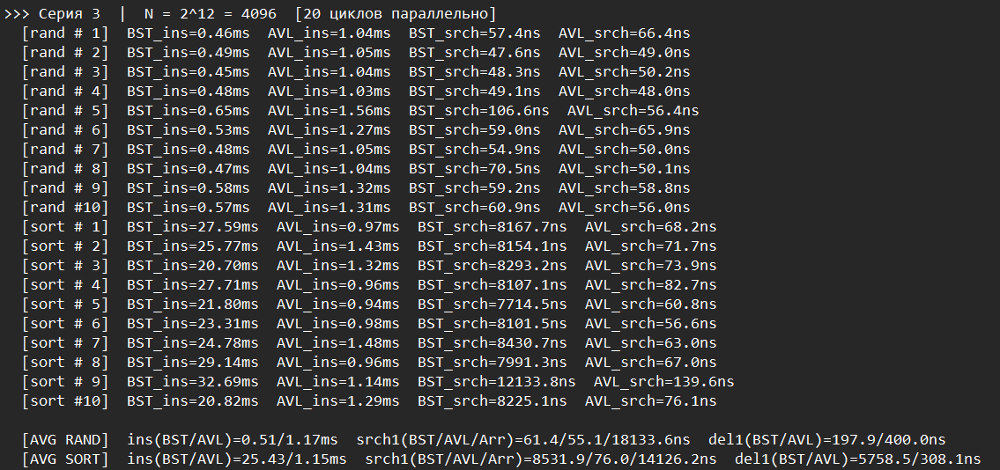 >>> Серия 3  |  N = 2^12 = 4096  [20 циклов параллельно]
[rand # 1]  BST_ins=0.46ms  AVL_ins=1.04ms  BST_srch=57.4ns  AVL_srch=66.4ns
[rand # 2]  BST_ins=0.49ms  AVL_ins=1.05ms  BST_srch=47.6ns  AVL_srch=49.0ns
[rand # 3]  BST_ins=0.45ms  AVL_ins=1.04ms  BST_srch=48.3ns  AVL_srch=50.2ns
[rand # 4]  BST_ins=0.48ms  AVL_ins=1.03ms  BST_srch=49.1ns  AVL_srch=48.0ns
[rand # 5]  BST_ins=0.65ms  AVL_ins=1.56ms  BST_srch=106.6ns  AVL_srch=56.4ns
[rand # 6]  BST_ins=0.53ms  AVL_ins=1.27ms  BST_srch=59.0ns  AVL_srch=65.9ns
[rand # 7]  BST_ins=0.48ms  AVL_ins=1.05ms  BST_srch=54.9ns  AVL_srch=50.0ns
[rand # 8]  BST_ins=0.47ms  AVL_ins=1.04ms  BST_srch=70.5ns  AVL_srch=50.1ns
[rand # 9]  BST_ins=0.58ms  AVL_ins=1.32ms  BST_srch=59.2ns  AVL_srch=58.8ns
[rand #10]  BST_ins=0.57ms  AVL_ins=1.31ms  BST_srch=60.9ns  AVL_srch=56.0ns
[sort # 1]  BST_ins=27.59ms  AVL_ins=0.97ms  BST_srch=8167.7ns  AVL_srch=68.2ns
[sort # 2]  BST_ins=25.77ms  AVL_ins=1.43ms  BST_srch=8154.1ns  AVL_srch=71.7ns
[sort # 3]  BST_ins=20.70ms  AVL_ins=1.32ms  BST_srch=8293.2ns  AVL_srch=73.9ns
[sort # 4]  BST_ins=27.71ms  AVL_ins=0.96ms  BST_srch=8107.1ns  AVL_srch=82.7ns
[sort # 5]  BST_ins=21.80ms  AVL_ins=0.94ms  BST_srch=7714.5ns  AVL_srch=60.8ns
[sort # 6]  BST_ins=23.31ms  AVL_ins=0.98ms  BST_srch=8101.5ns  AVL_srch=56.6ns
[sort # 7]  BST_ins=24.78ms  AVL_ins=1.48ms  BST_srch=8430.7ns  AVL_srch=63.0ns
[sort # 8]  BST_ins=29.14ms  AVL_ins=0.96ms  BST_srch=7991.3ns  AVL_srch=67.0ns
[sort # 9]  BST_ins=32.69ms  AVL_ins=1.14ms  BST_srch=12133.8ns  AVL_srch=139.6ns
[sort #10]  BST_ins=20.82ms  AVL_ins=1.29ms  BST_srch=8225.1ns  AVL_srch=76.1ns
[AVG RAND]  ins(BST/AVL)=0.51/1.17ms  srch1(BST/AVL/Arr)=61.4/55.1/18133.6ns  del1(BST/AVL)=197.9/400.0ns
[AVG SORT]  ins(BST/AVL)=25.43/1.15ms  srch1(BST/AVL/Arr)=8531.9/76.0/14126.2ns  del1(BST/AVL)=5758.5/308.1ns